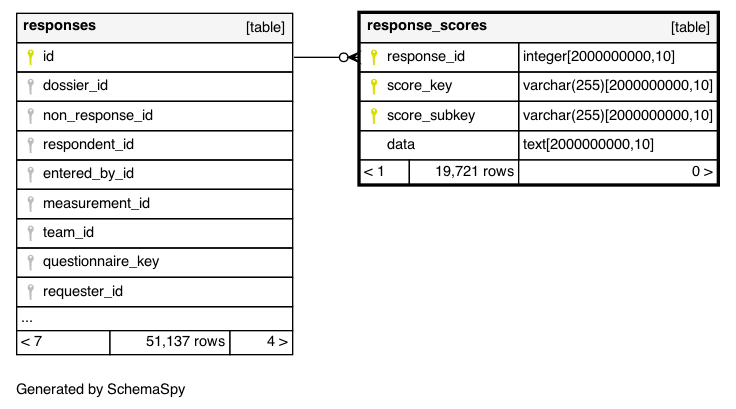 responses [table]
id
dossier_id
non_response_id
respondent_id
entered_by_id
measurement_id
team_id
questionnaire_key
requester_id
...
< 7 51,137 rows 4 >
response_scores [table]
response_id integer[2000000000,10]
score_key varchar(255)[2000000000,10]
score_subkey varchar(255)[2000000000,10]
data text[2000000000,10]
< 1 19,721 rows 0 >
Generated by SchemaSpy